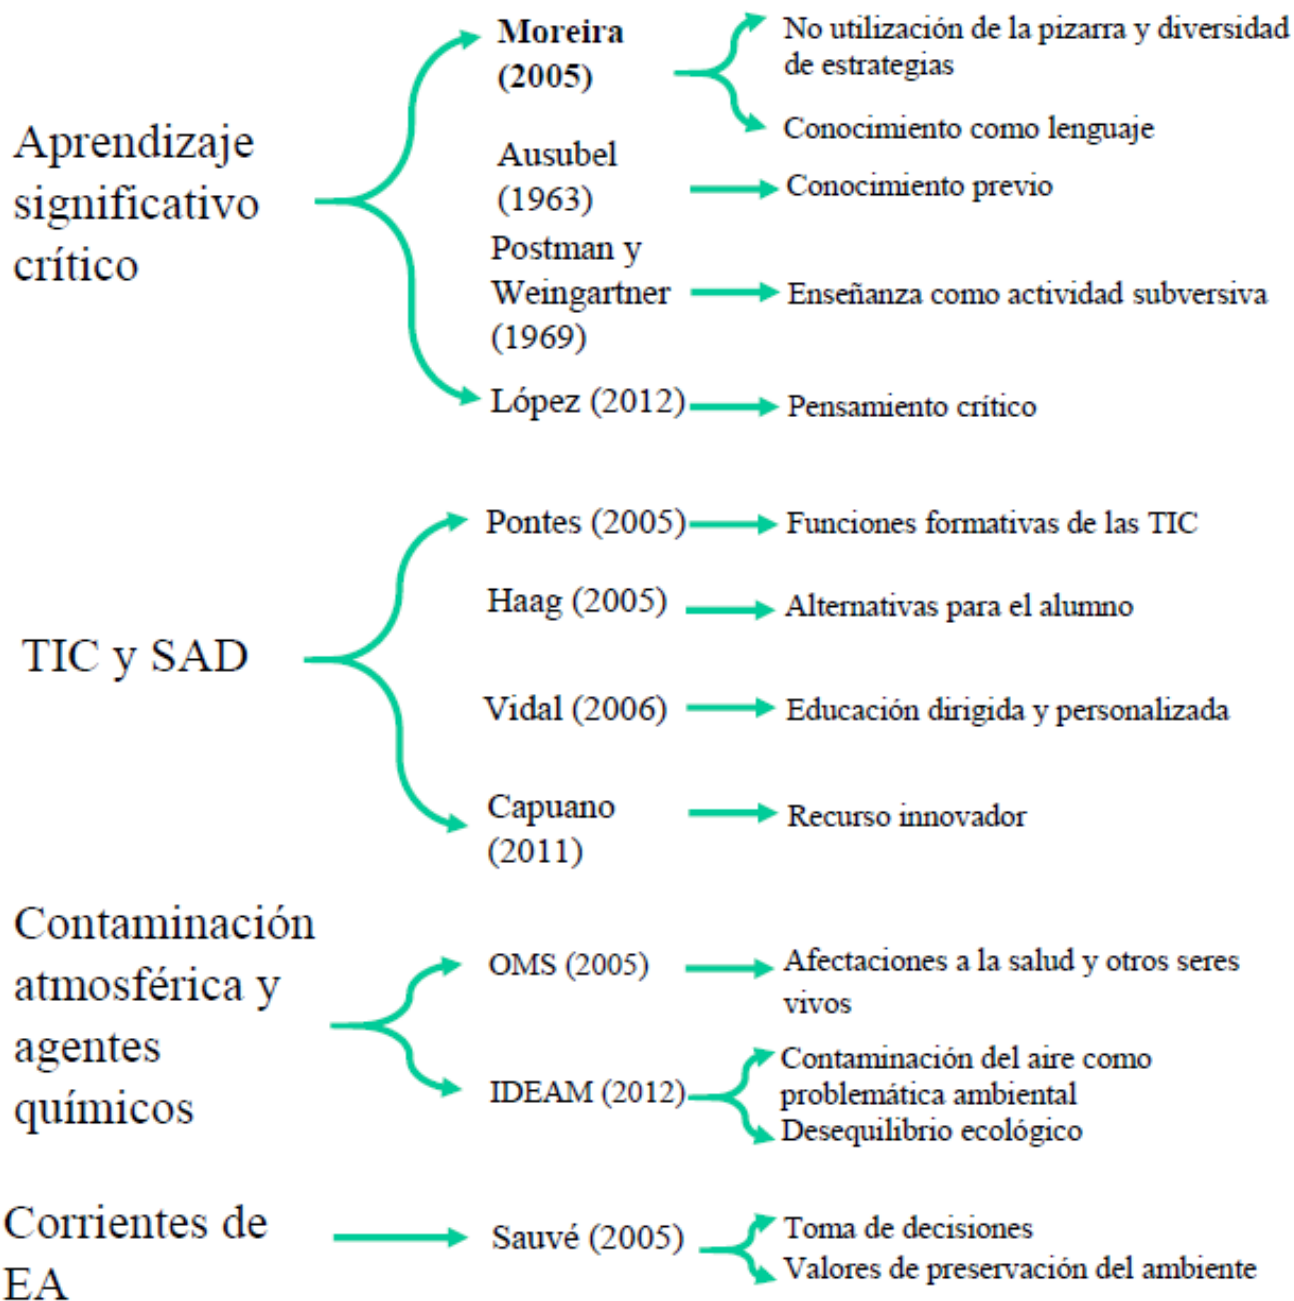 Aprendizaje
significativo
crítico
Moreira
(2005)
No utilización de la pizarra y diversidad
de estrategias
Conocimiento como lenguaje
Ausubel
(1963)
Conocimiento previo
Postman y
Weingartner
(1969)
Enseñanza como actividad subversiva
López (2012)
Pensamiento crítico
TIC y SAD
Pontes (2005)
Funciones formativas de las TIC
Haag (2005)
Alternativas para el alumno
Vidal (2006)
Educación dirigida y personalizada
Capuano
(2011)
Recurso innovador
Contaminación
atmosférica y
agentes
químicos
OMS (2005)
Afectaciones a la salud y otros seres
vivos
IDEAM (2012)
Contaminación del aire como
problemática ambiental
Desequilibrio ecológico
Corrientes de
EA
Sauvé (2005)
Toma de decisiones
Valores de preservación del ambiente